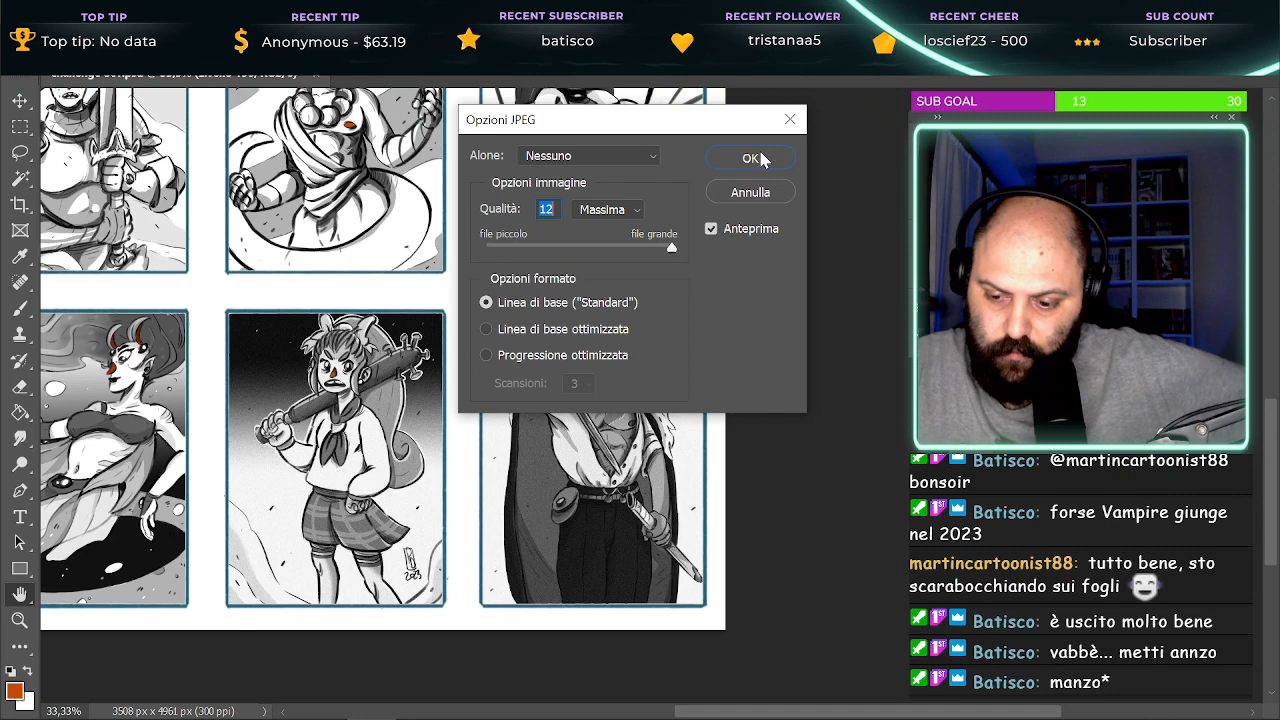 TOP TIP
Top tip: No data
RECENT TIP
Anonymous - $63.19
RECENT SUBSCRIBER
batisco
RECENT FOLLOWER
tristanaa5
RECENT CHEER
loscief23 - 500
SUB COUNT
Subscriber
SUB GOAL
13
30
Opzioni JPEG
Alone:
Nessuno
OK
Opzioni immagine
Annulla
Qualità:
12
Massima
Anteprima
file piccolo
file grande
Opzioni formato
Linea di base ("Standard")
Linea di base ottimizzata
Progressione ottimizzata
Scansioni:
3
2023
Batisco: @martincartoonist88
bonsoir
Batisco: forse Vampire giunge
nel 2023
martincartoonist88: tutto bene, sto
scarabocchiando sui fogli
Batisco: è uscito molto bene
Batisco: vabbè... metti annzo
Batisco: manzo*
33,33%
3508 px x 4961 px (300 ppi)